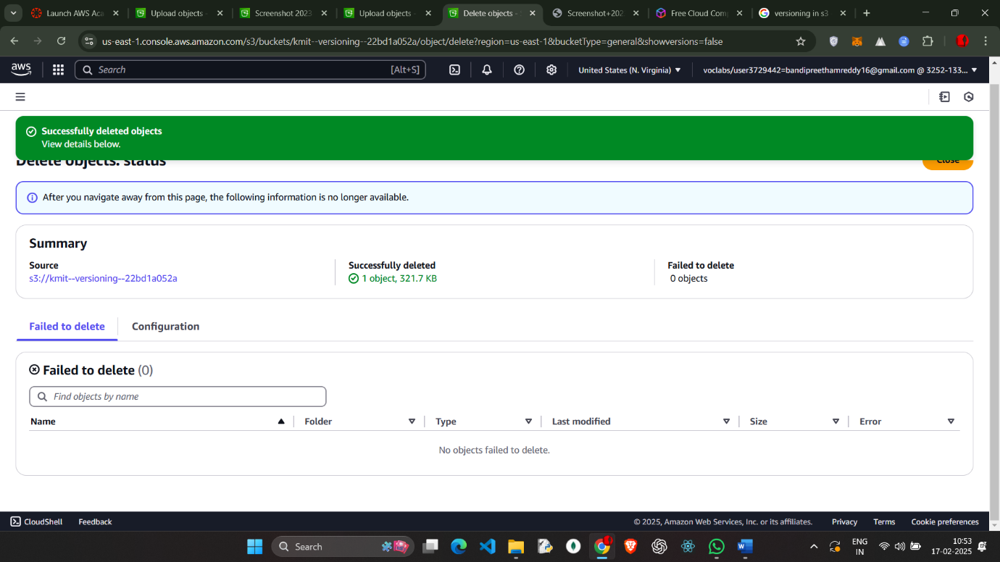 Launch AWS Aca
Upload objects -
Screenshot 2023
Upload objects -
Delete objects - S
Screenshot+202
Free Cloud Comp
versioning in s3
us-east-1.console.aws.amazon.com/s3/buckets/kmit--versioning--22bd1a052a/object/delete?region=us-east-1&bucketType=general&showversions=false
aws
Search
[Alt+S]
United States (N. Virginia)
voclabs/user3729442=bandipreethamreddy16@gmail.com @ 3252-133...
Successfully deleted objects
View details below.
Delete objects: status
Close
After you navigate away from this page, the following information is no longer available.
Summary
Source
s3://kmit--versioning--22bd1a052a
Successfully deleted
1 object, 321.7 KB
Failed to delete
0 objects
Failed to delete
Configuration
Failed to delete (0)
Find objects by name
Name
Folder
Type
Last modified
Size
Error
No objects failed to delete.
CloudShell
Feedback
© 2025, Amazon Web Services, Inc. or its affiliates.
Privacy
Terms
Cookie preferences
Search
ENG
IN
10:53
17-02-2025